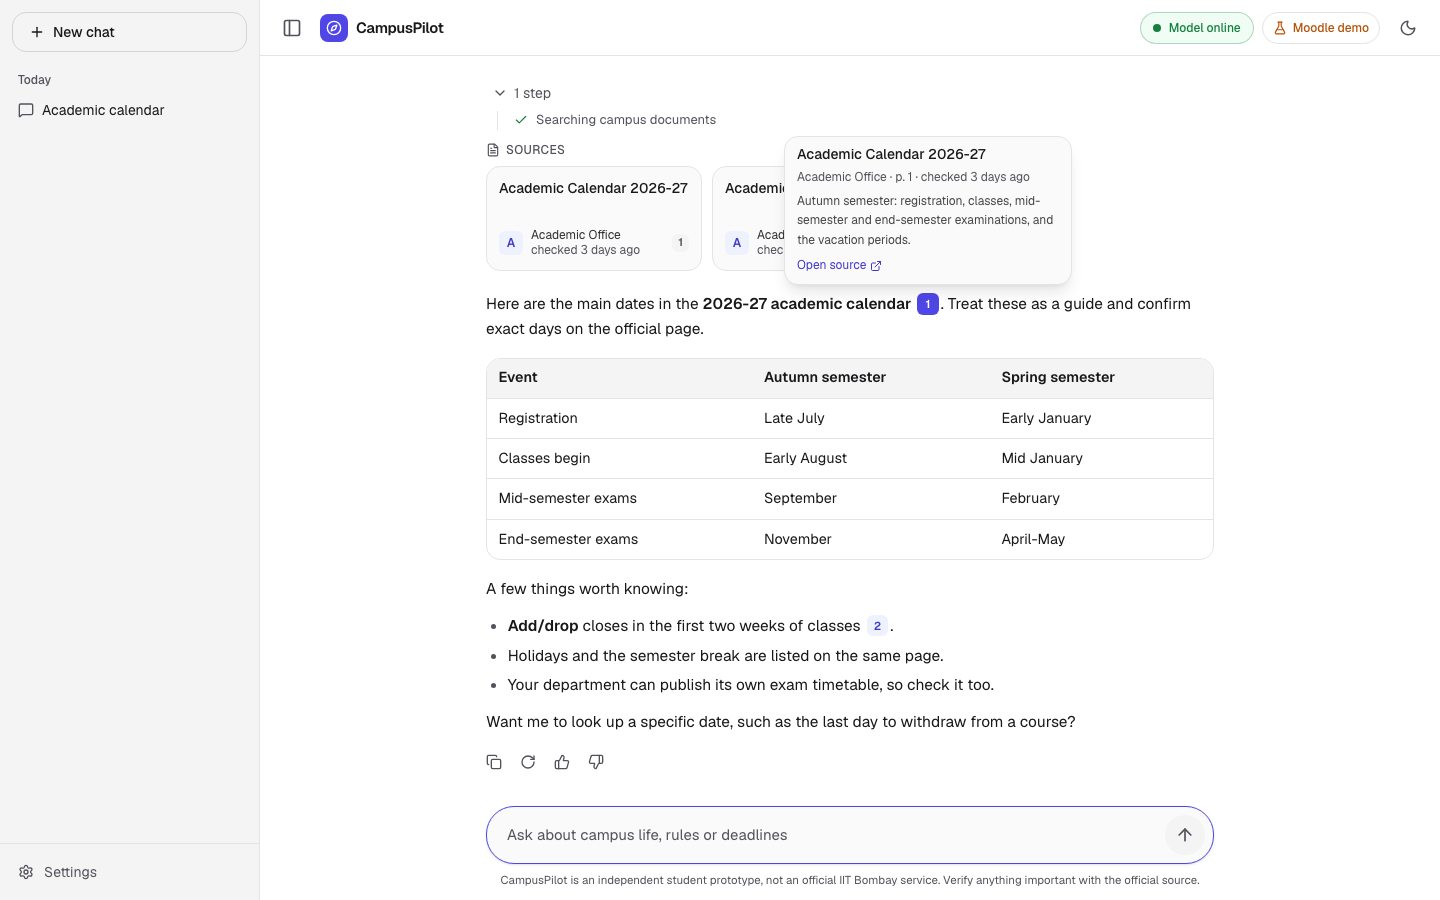 New chat
Today
Academic calendar
Settings
CampusPilot
Model online
Moodle demo
1 step
Searching campus documents
SOURCES
Academic Calendar 2026-27
A
Academic Office
checked 3 days ago
1
A
Academic Calendar 2026-27
Academic Office · p. 1 · checked 3 days ago
Autumn semester: registration, classes, mid-
semester and end-semester examinations, and
the vacation periods.
Open source
Here are the main dates in the 2026-27 academic calendar 1. Treat these as a guide and confirm
exact days on the official page.
Event Autumn semester Spring semester
Registration Late July Early January
Classes begin Early August Mid January
Mid-semester exams September February
End-semester exams November April-May
A few things worth knowing:
• Add/drop closes in the first two weeks of classes 2.
• Holidays and the semester break are listed on the same page.
• Your department can publish its own exam timetable, so check it too.
Want me to look up a specific date, such as the last day to withdraw from a course?
Ask about campus life, rules or deadlines
CampusPilot is an independent student prototype, not an official IIT Bombay service. Verify anything important with the official source.